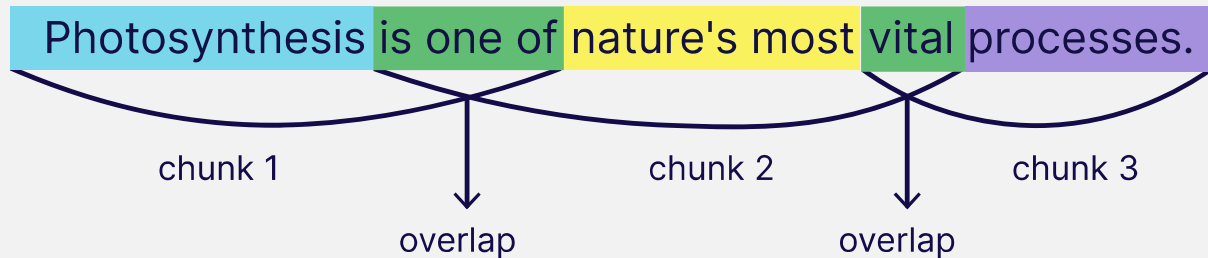 Photosynthesis is one of nature's most vital processes.
chunk 1 chunk 2 chunk 3
overlap overlap